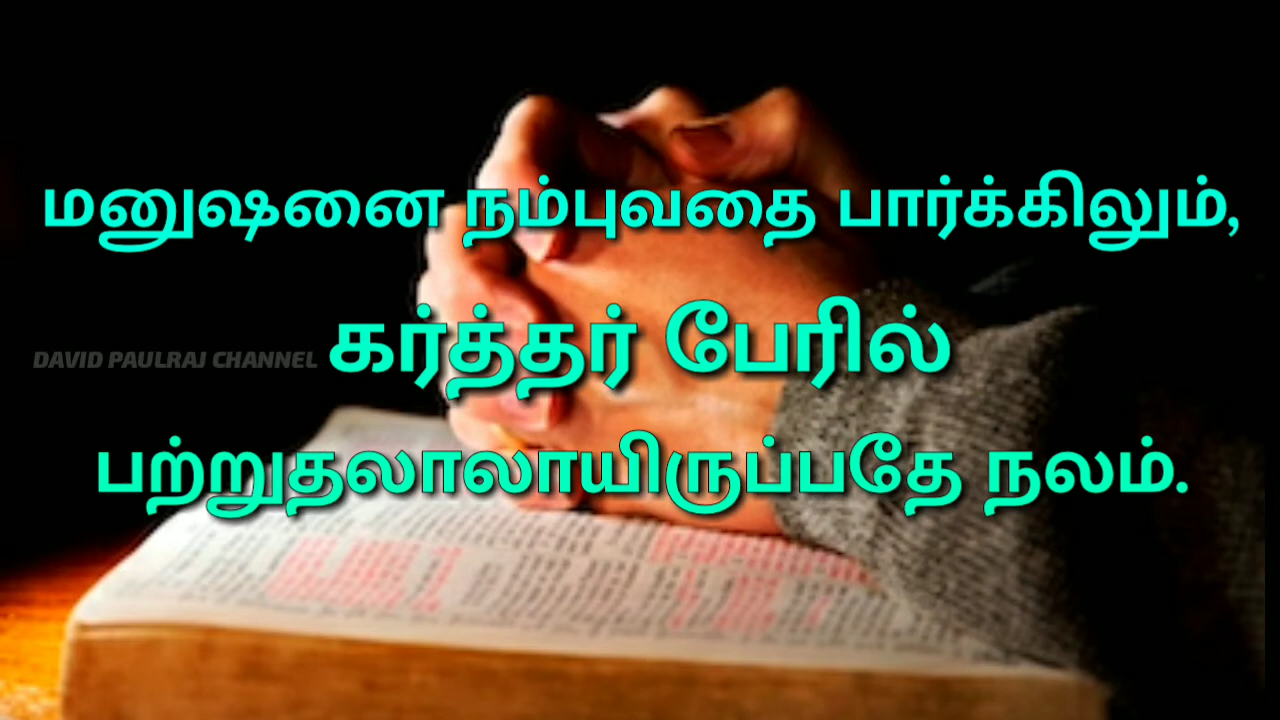 மனுஷனை நம்புவதை பார்க்கிலும்,
கர்த்தர் பேரில்
DAVID PAULRAJ CHANNEL
பற்றுதலாலாயிருப்பதே நலம்.